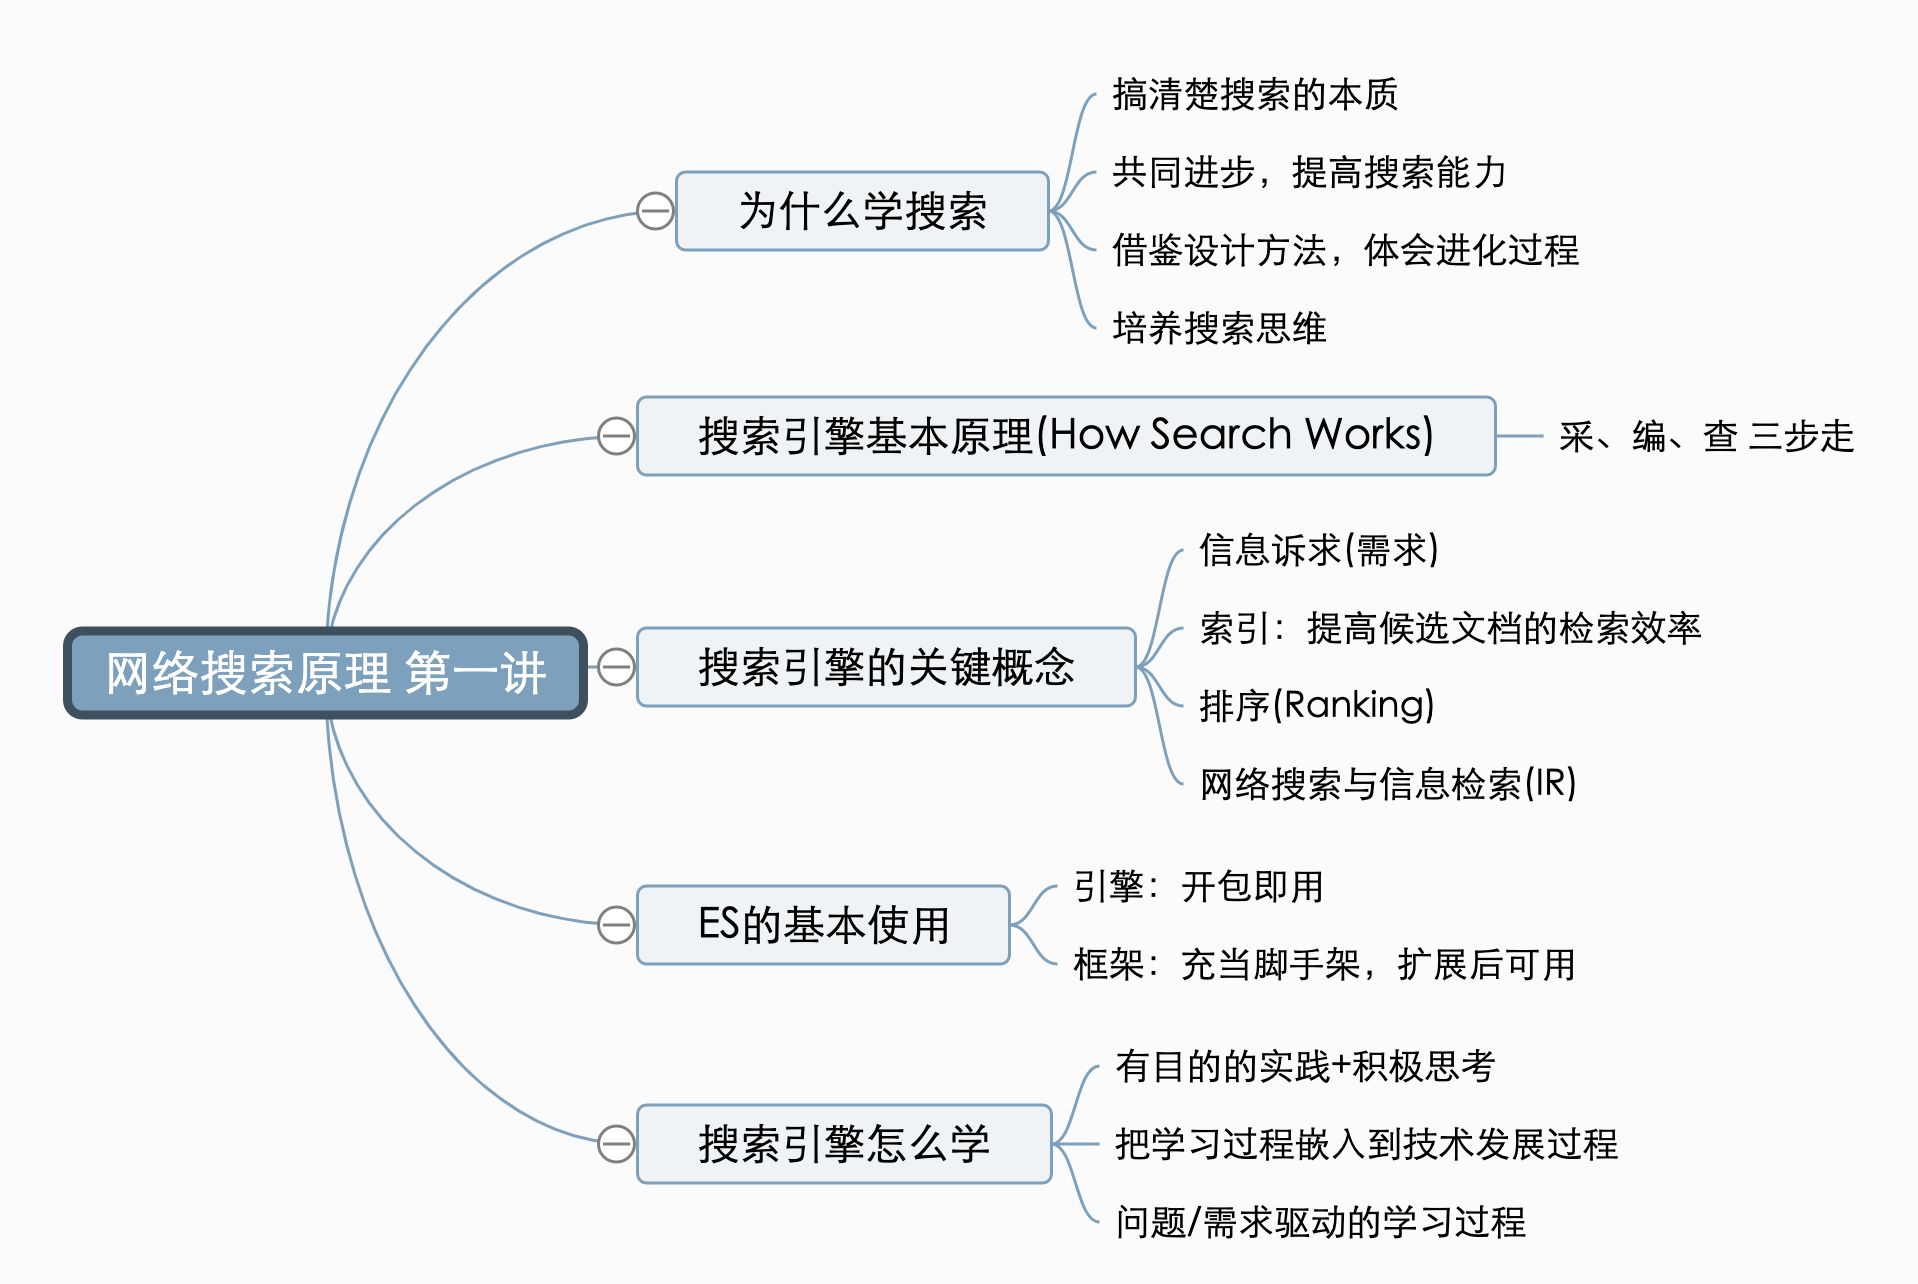 网络搜索原理 第一讲
为什么学搜索
搞清楚搜索的本质
共同进步，提高搜索能力
借鉴设计方法，体会进化过程
培养搜索思维
搜索引擎基本原理(How Search Works)
采、编、查 三步走
搜索引擎的关键概念
信息诉求(需求)
索引：提高候选文档的检索效率
排序(Ranking)
网络搜索与信息检索(IR)
ES的基本使用
引擎：开包即用
框架：充当脚手架，扩展后可用
搜索引擎怎么学
有目的的实践+积极思考
把学习过程嵌入到技术发展过程
问题/需求驱动的学习过程